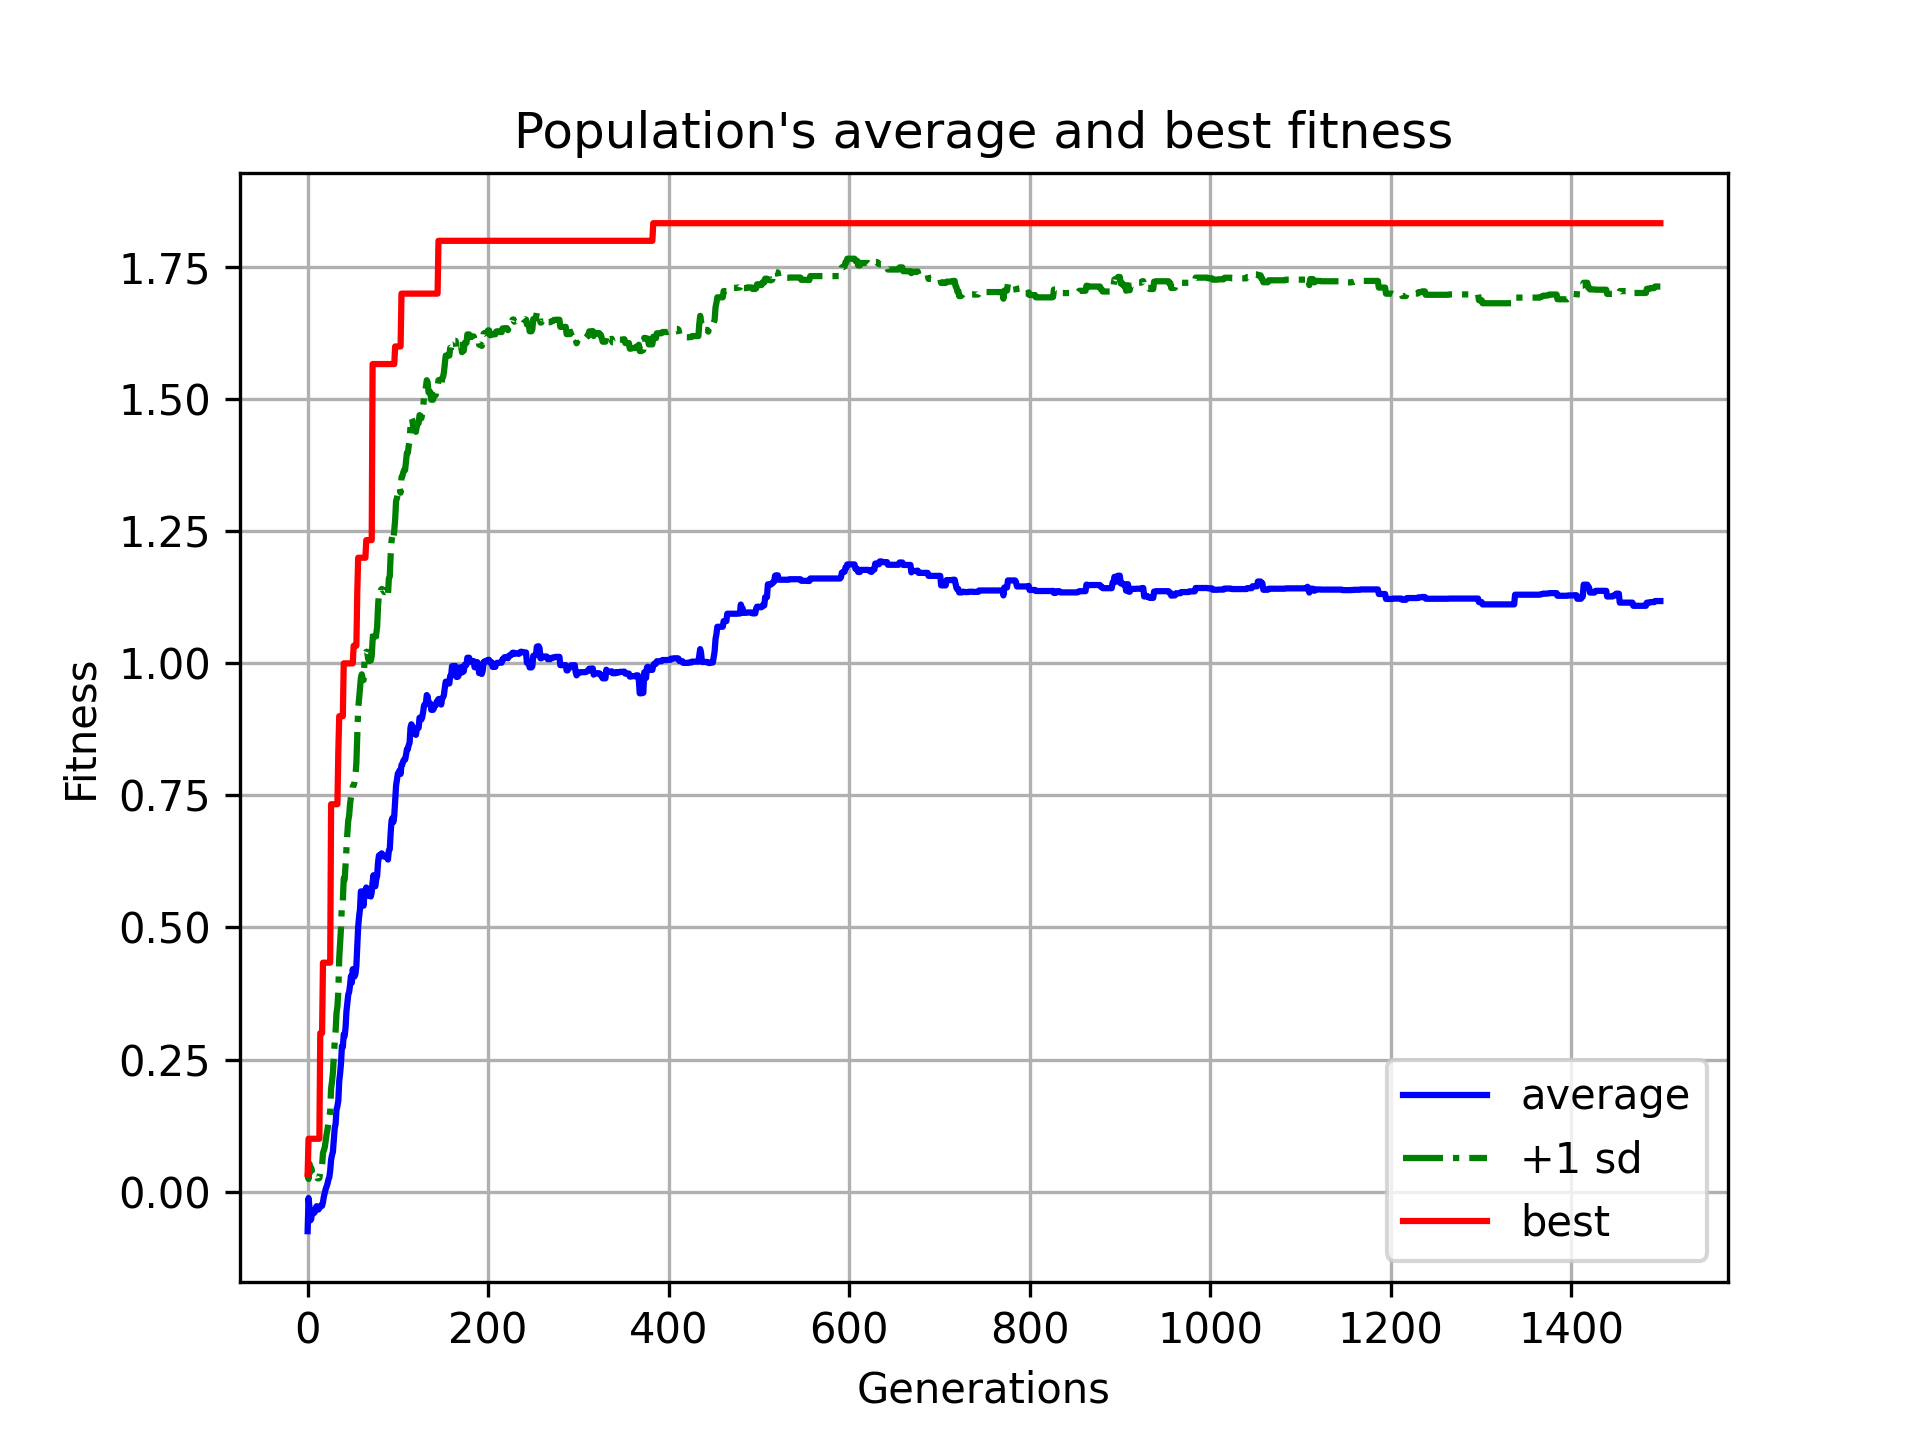 Population's average and best fitness
Fitness
1.75
1.50
1.25
1.00
0.75
0.50
0.25
0.00
average
+1 sd
best
0 200 400 600 800 1000 1200 1400
Generations